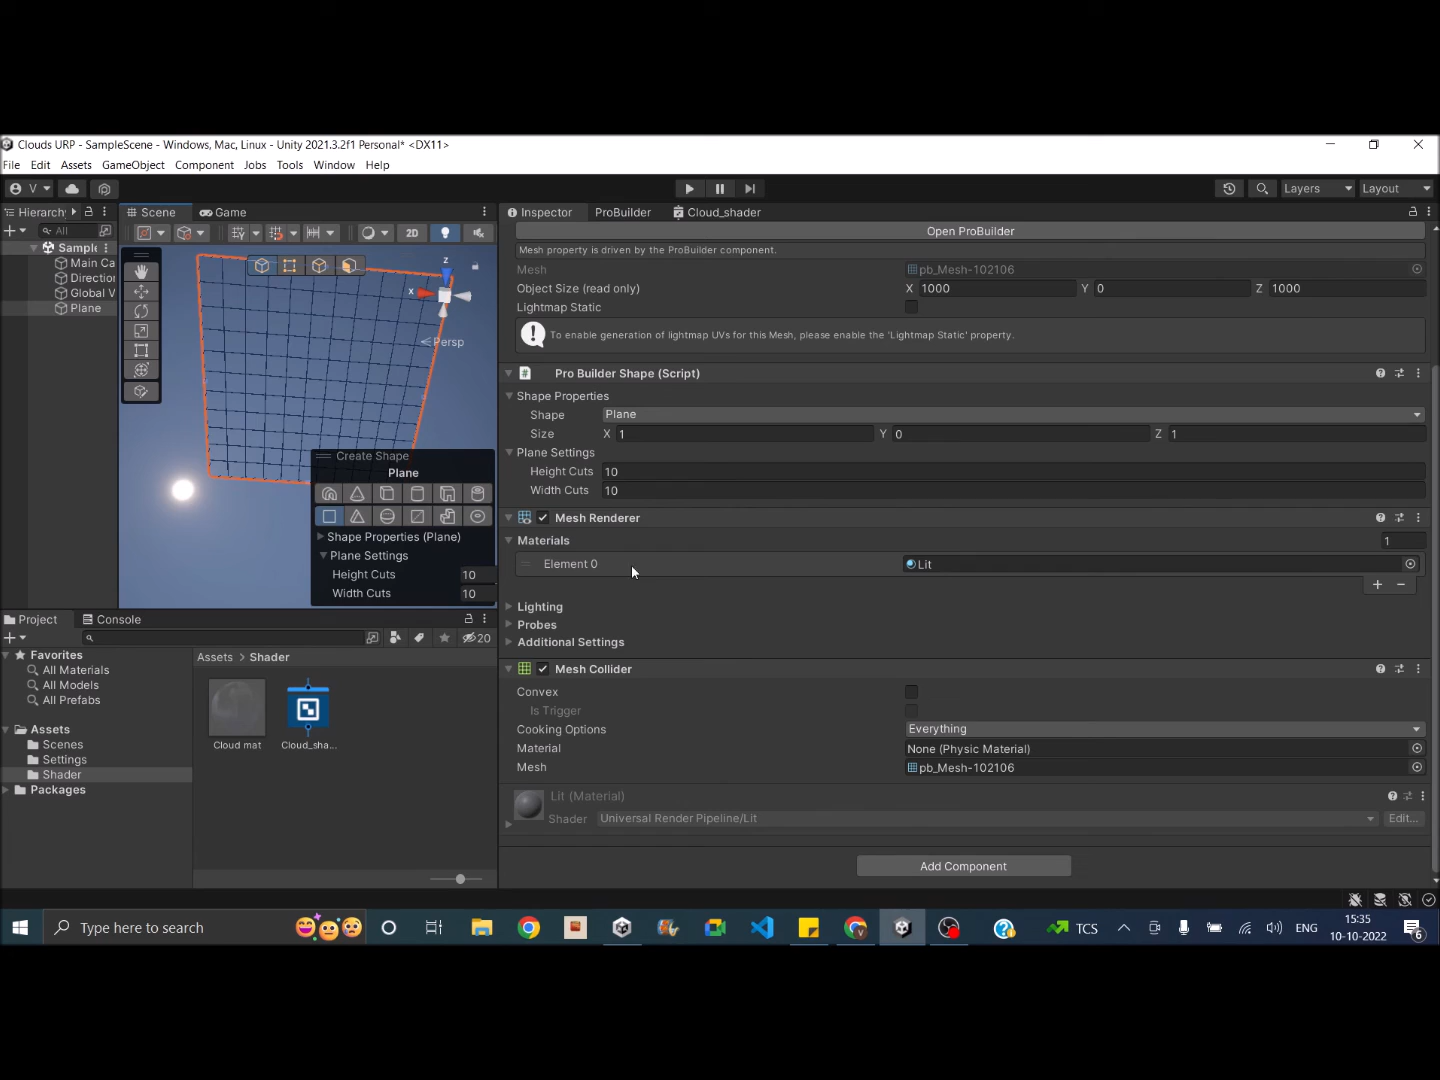 Clouds URP - SampleScene - Windows, Mac, Linux - Unity 2021.3.2f1 Personal* <DX11>
File Edit Assets GameObject Component Jobs Tools Window Help
V Layers Layout
Hierarchy Scene Game Inspector ProBuilder Cloud_shader
All 2D
Sample
Main Ca
Direction
Global V
Plane
z
x
Persp
Create Shape
Plane
Shape Properties (Plane)
Plane Settings
Height Cuts 10
Width Cuts 10
Open ProBuilder
Mesh property is driven by the ProBuilder component.
Mesh pb_Mesh-102106
Object Size (read only) X 1000 Y 0 Z 1000
Lightmap Static
To enable generation of lightmap UVs for this Mesh, please enable the 'Lightmap Static' property.
Pro Builder Shape (Script)
Shape Properties
Shape Plane
Size X 1 Y 0 Z 1
Plane Settings
Height Cuts 10
Width Cuts 10
Mesh Renderer
Materials 1
Element 0 Lit
Lighting
Probes
Additional Settings
Mesh Collider
Convex
Is Trigger
Cooking Options Everything
Material None (Physic Material)
Mesh pb_Mesh-102106
Lit (Material)
Shader Universal Render Pipeline/Lit Edit...
Add Component
Project Console
20
Favorites
All Materials
All Models
All Prefabs
Assets
Scenes
Settings
Shader
Packages
Assets > Shader
Cloud mat Cloud_sha...
Type here to search
TCS
ENG
15:35
10-10-2022
6